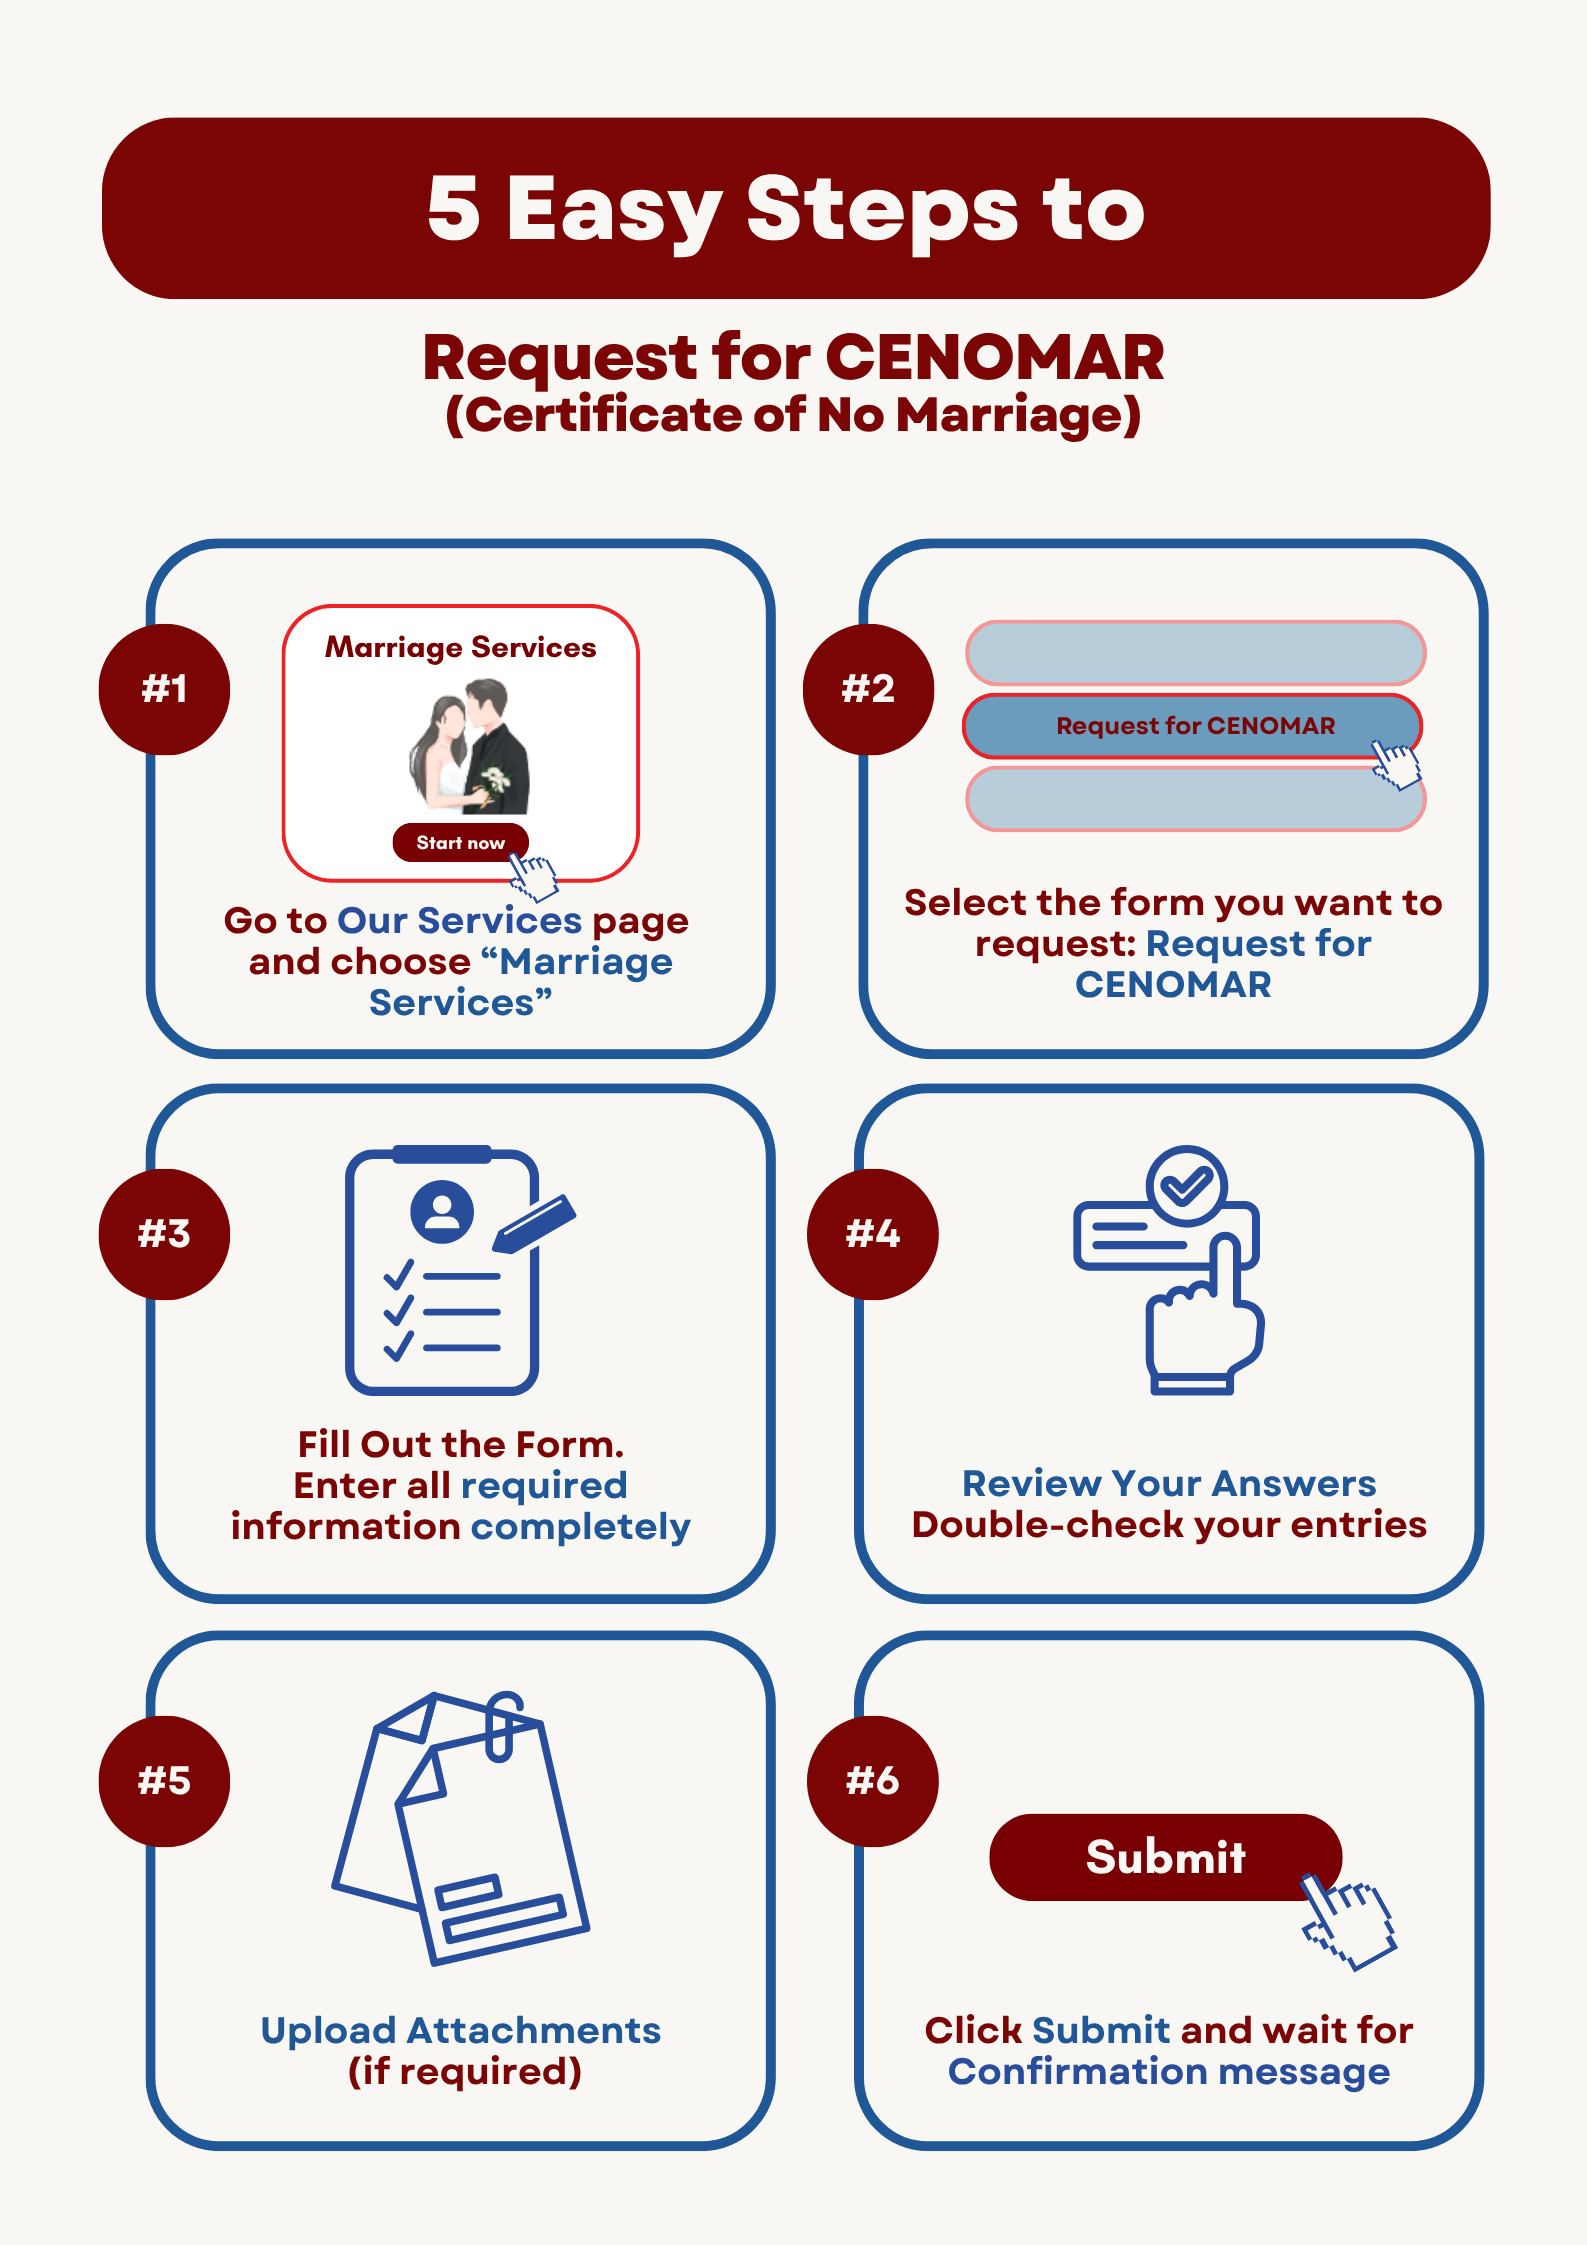 5 Easy Steps to
Request for CENOMAR
(Certificate of No Marriage)
#1
Marriage Services
Start now
Go to Our Services page
and choose “Marriage
Services”
#2
Request for CENOMAR
Select the form you want to
request: Request for
CENOMAR
#3
Fill Out the Form.
Enter all required
information completely
#4
Review Your Answers
Double-check your entries
#5
Upload Attachments
(if required)
#6
Submit
Click Submit and wait for
Confirmation message